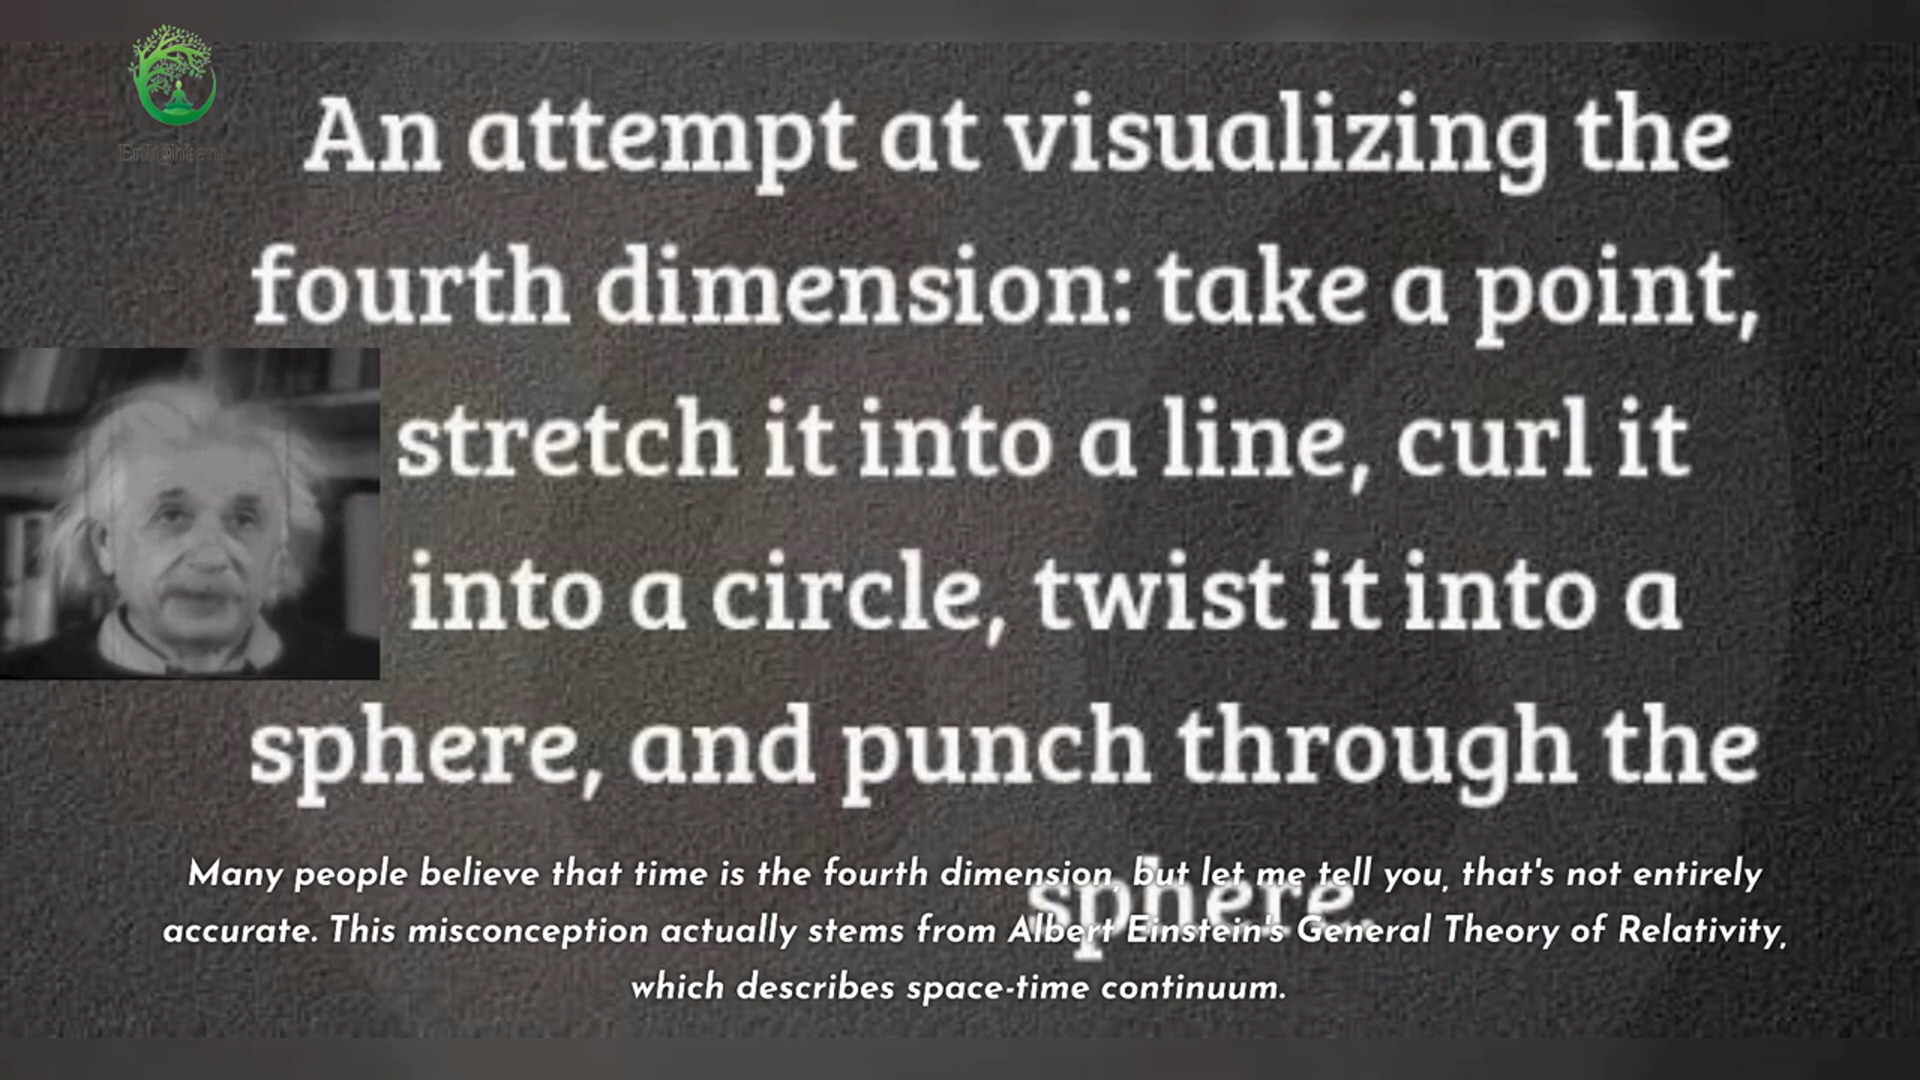 Enlighten
An attempt at visualizing the
fourth dimension: take a point,
stretch it into a line, curl it
into a circle, twist it into a
sphere, and punch through the
sphere.
Many people believe that time is the fourth dimension, but let me tell you, that's not entirely
accurate. This misconception actually stems from Albert Einstein's General Theory of Relativity,
which describes space-time continuum.